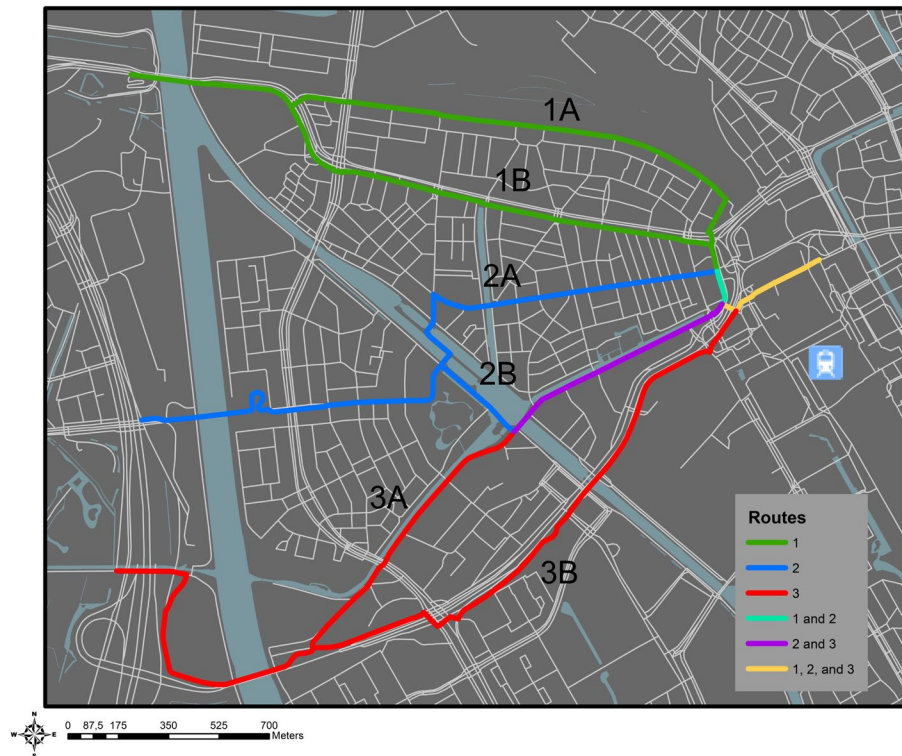 1A
1B
2A
2B
3A
3B
Routes
1
2
3
1 and 2
2 and 3
1, 2, and 3
N
W E
S
0 87,5 175 350 525 700
Meters